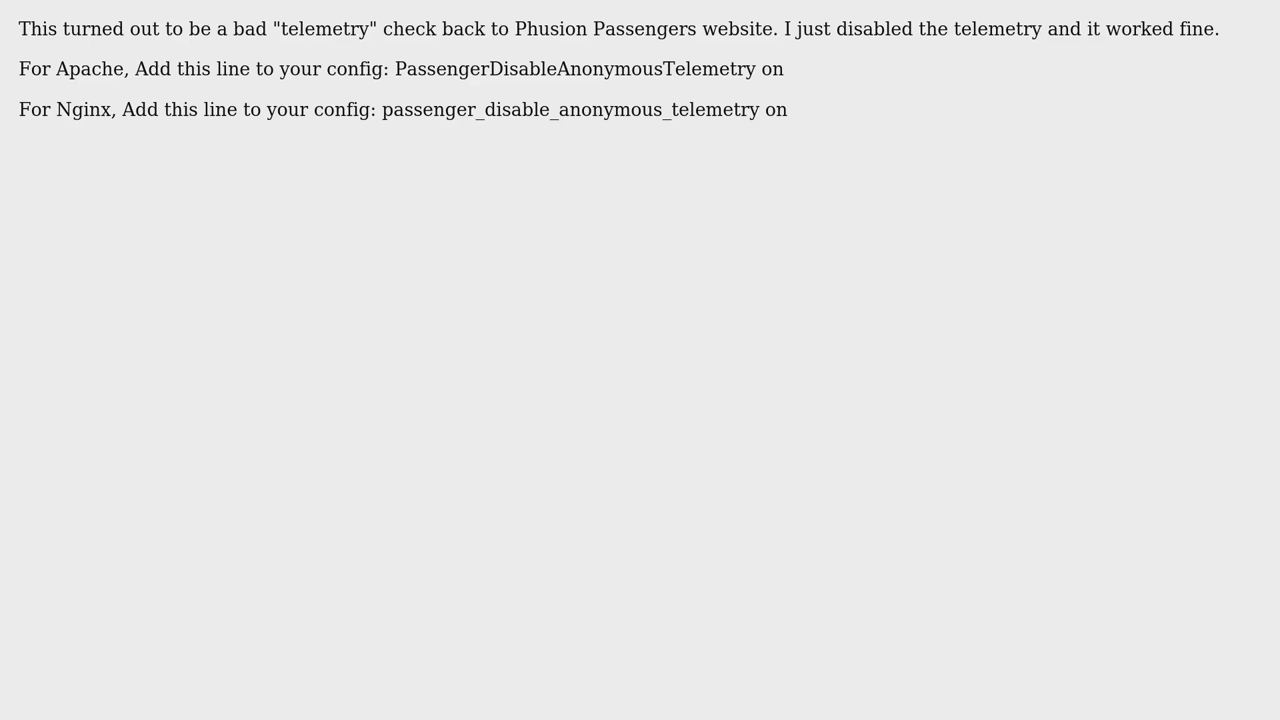 This turned out to be a bad "telemetry" check back to Phusion Passengers website. I just disabled the telemetry and it worked fine.
For Apache, Add this line to your config: PassengerDisableAnonymousTelemetry on
For Nginx, Add this line to your config: passenger_disable_anonymous_telemetry on